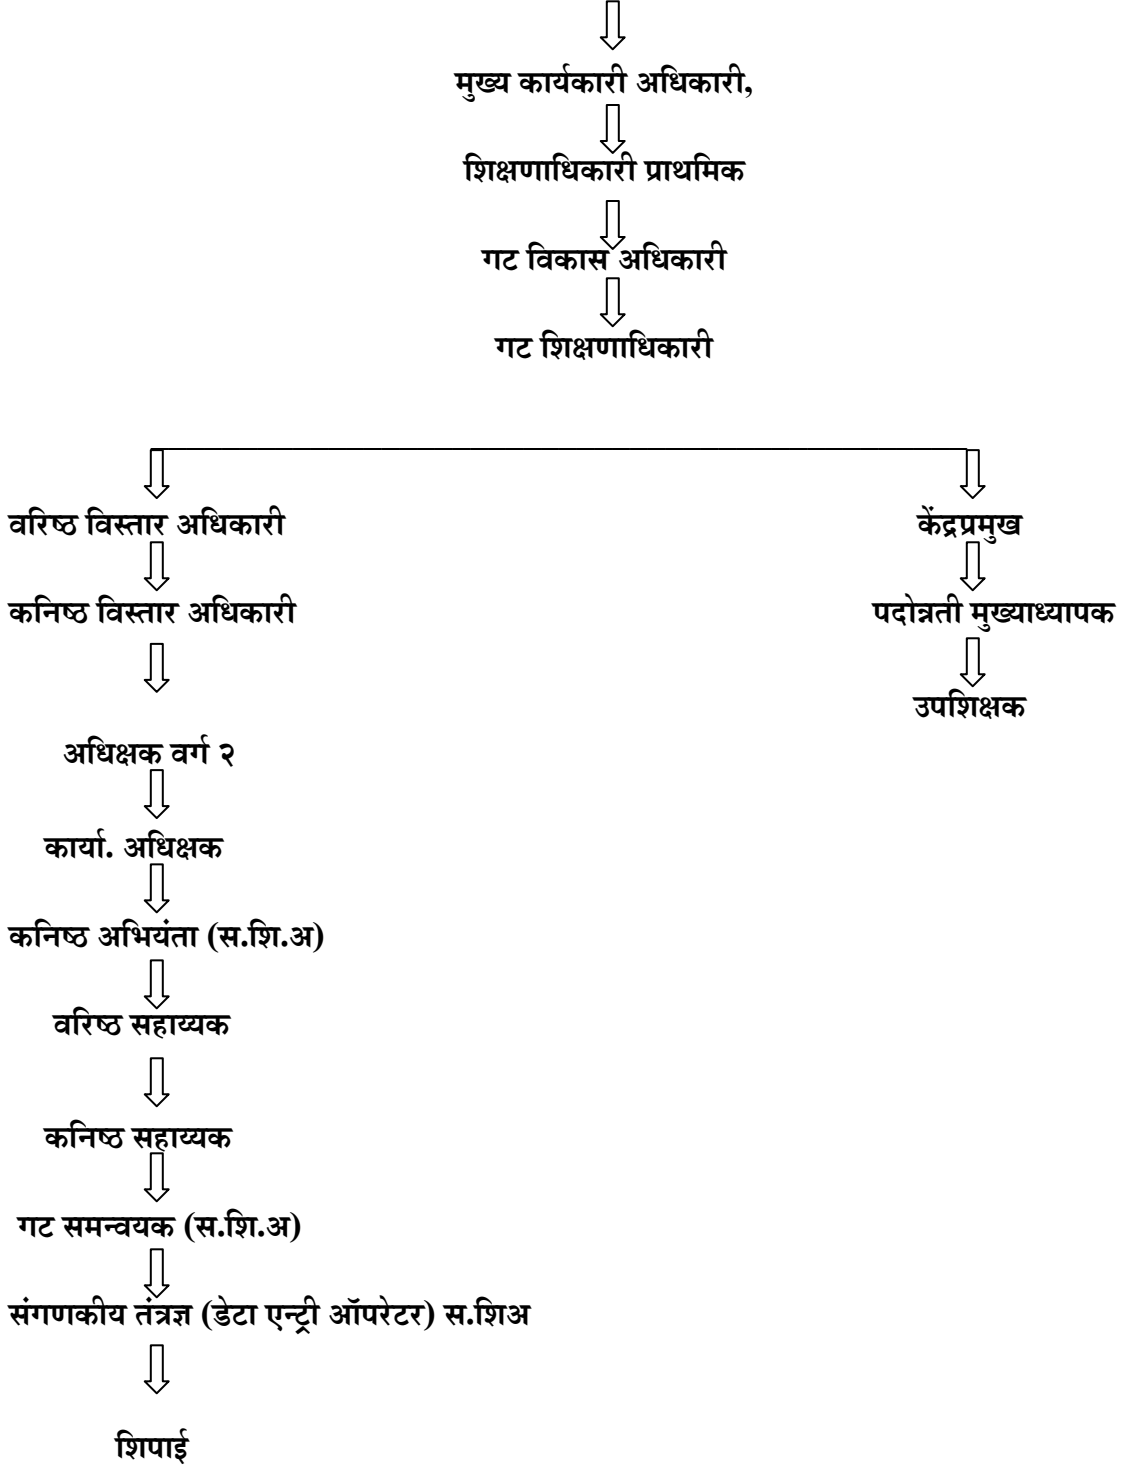 मुख्य कार्यकारी अधिकारी,
शिक्षणाधिकारी प्राथमिक
गट विकास अधिकारी
गट शिक्षणाधिकारी
वरिष्ठ विस्तार अधिकारी
केंद्रप्रमुख
कनिष्ठ विस्तार अधिकारी
पदोन्नती मुख्याध्यापक
उपशिक्षक
अधिक्षक वर्ग २
कार्या. अधिक्षक
कनिष्ठ अभियंता (स.शि.अ)
वरिष्ठ सहाय्यक
कनिष्ठ सहाय्यक
गट समन्वयक (स.शि.अ)
संगणकीय तंत्रज्ञ (डेटा एन्ट्री ऑपरेटर) स.शिअ
शिपाई